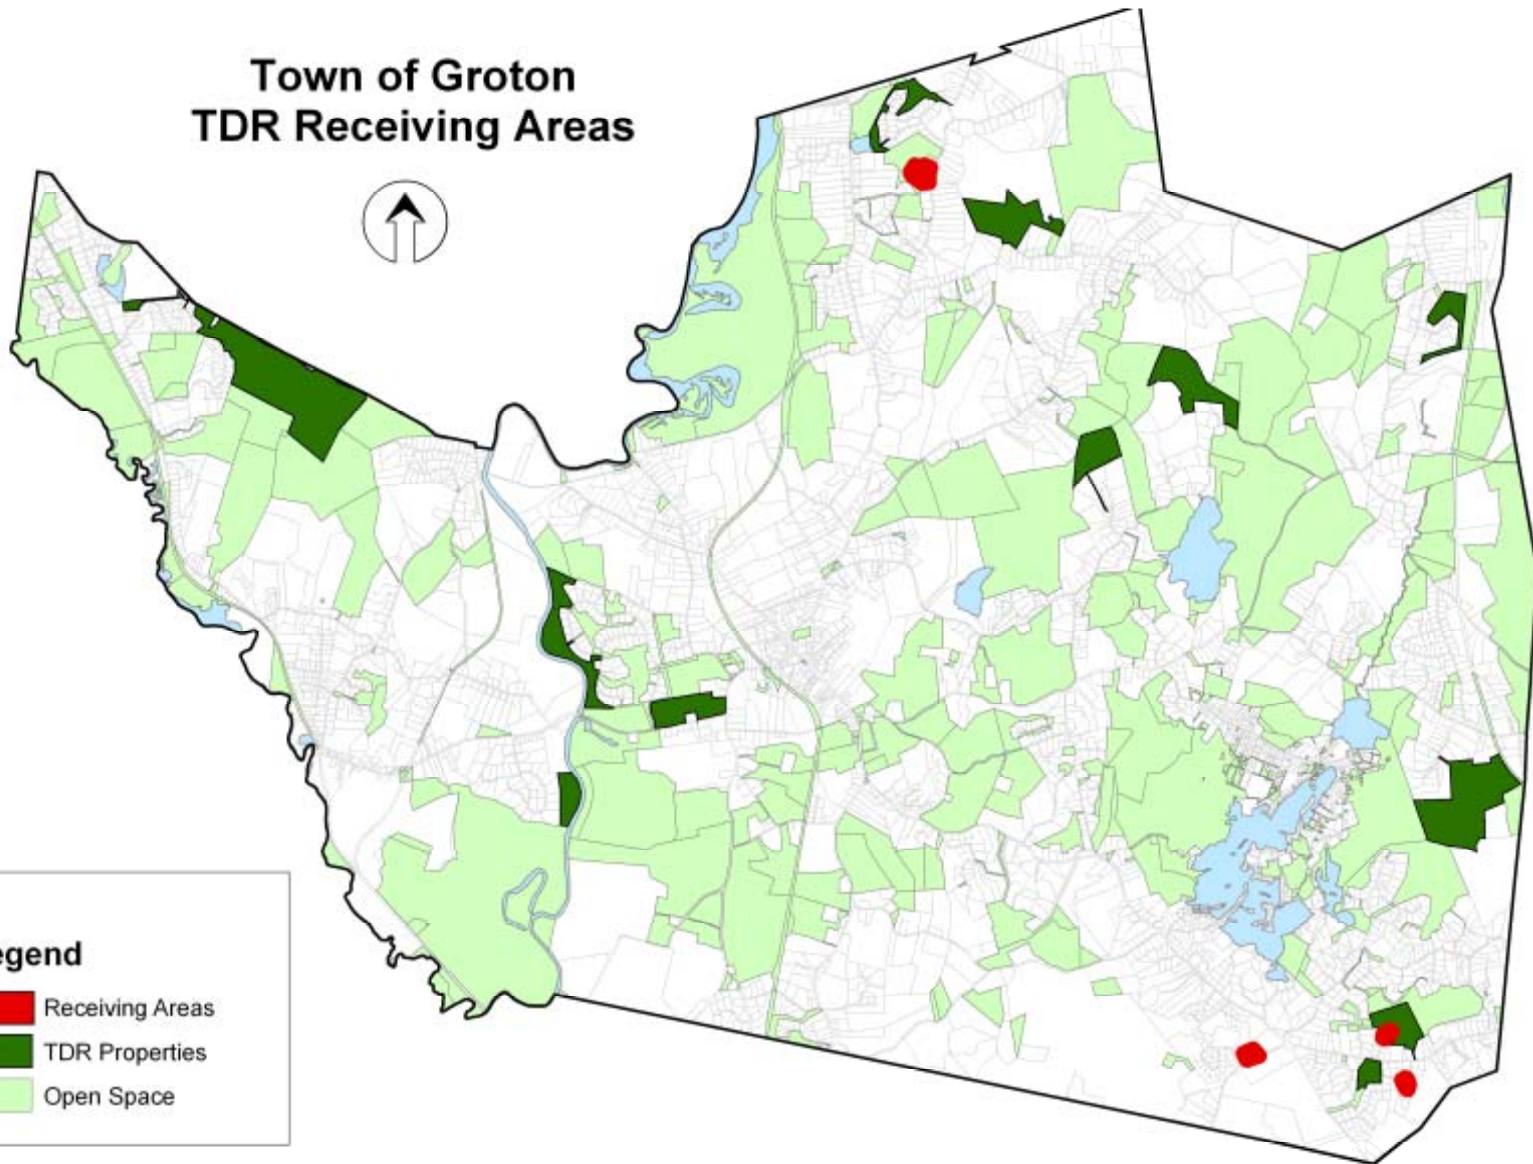 Town of Groton
TDR Receiving Areas
egend
Receiving Areas
TDR Properties
Open Space